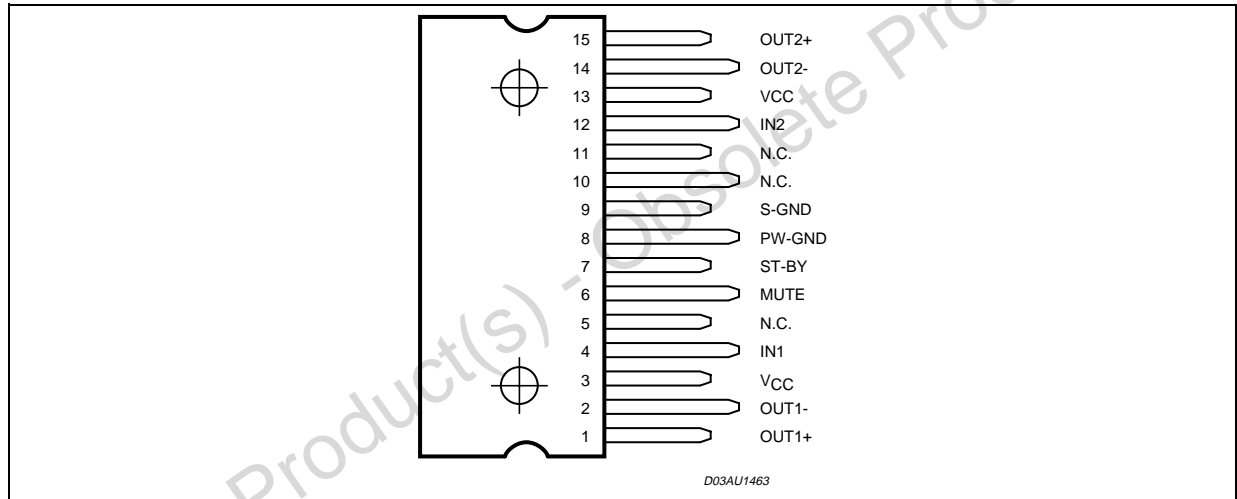 15 OUT2+
14 OUT2-
13 VCC
12 IN2
11 N.C.
10 N.C.
9 S-GND
8 PW-GND
7 ST-BY
6 MUTE
5 N.C.
4 IN1
3 VCC
2 OUT1-
1 OUT1+
D03AU1463
Product(s) - Obsolete Pro